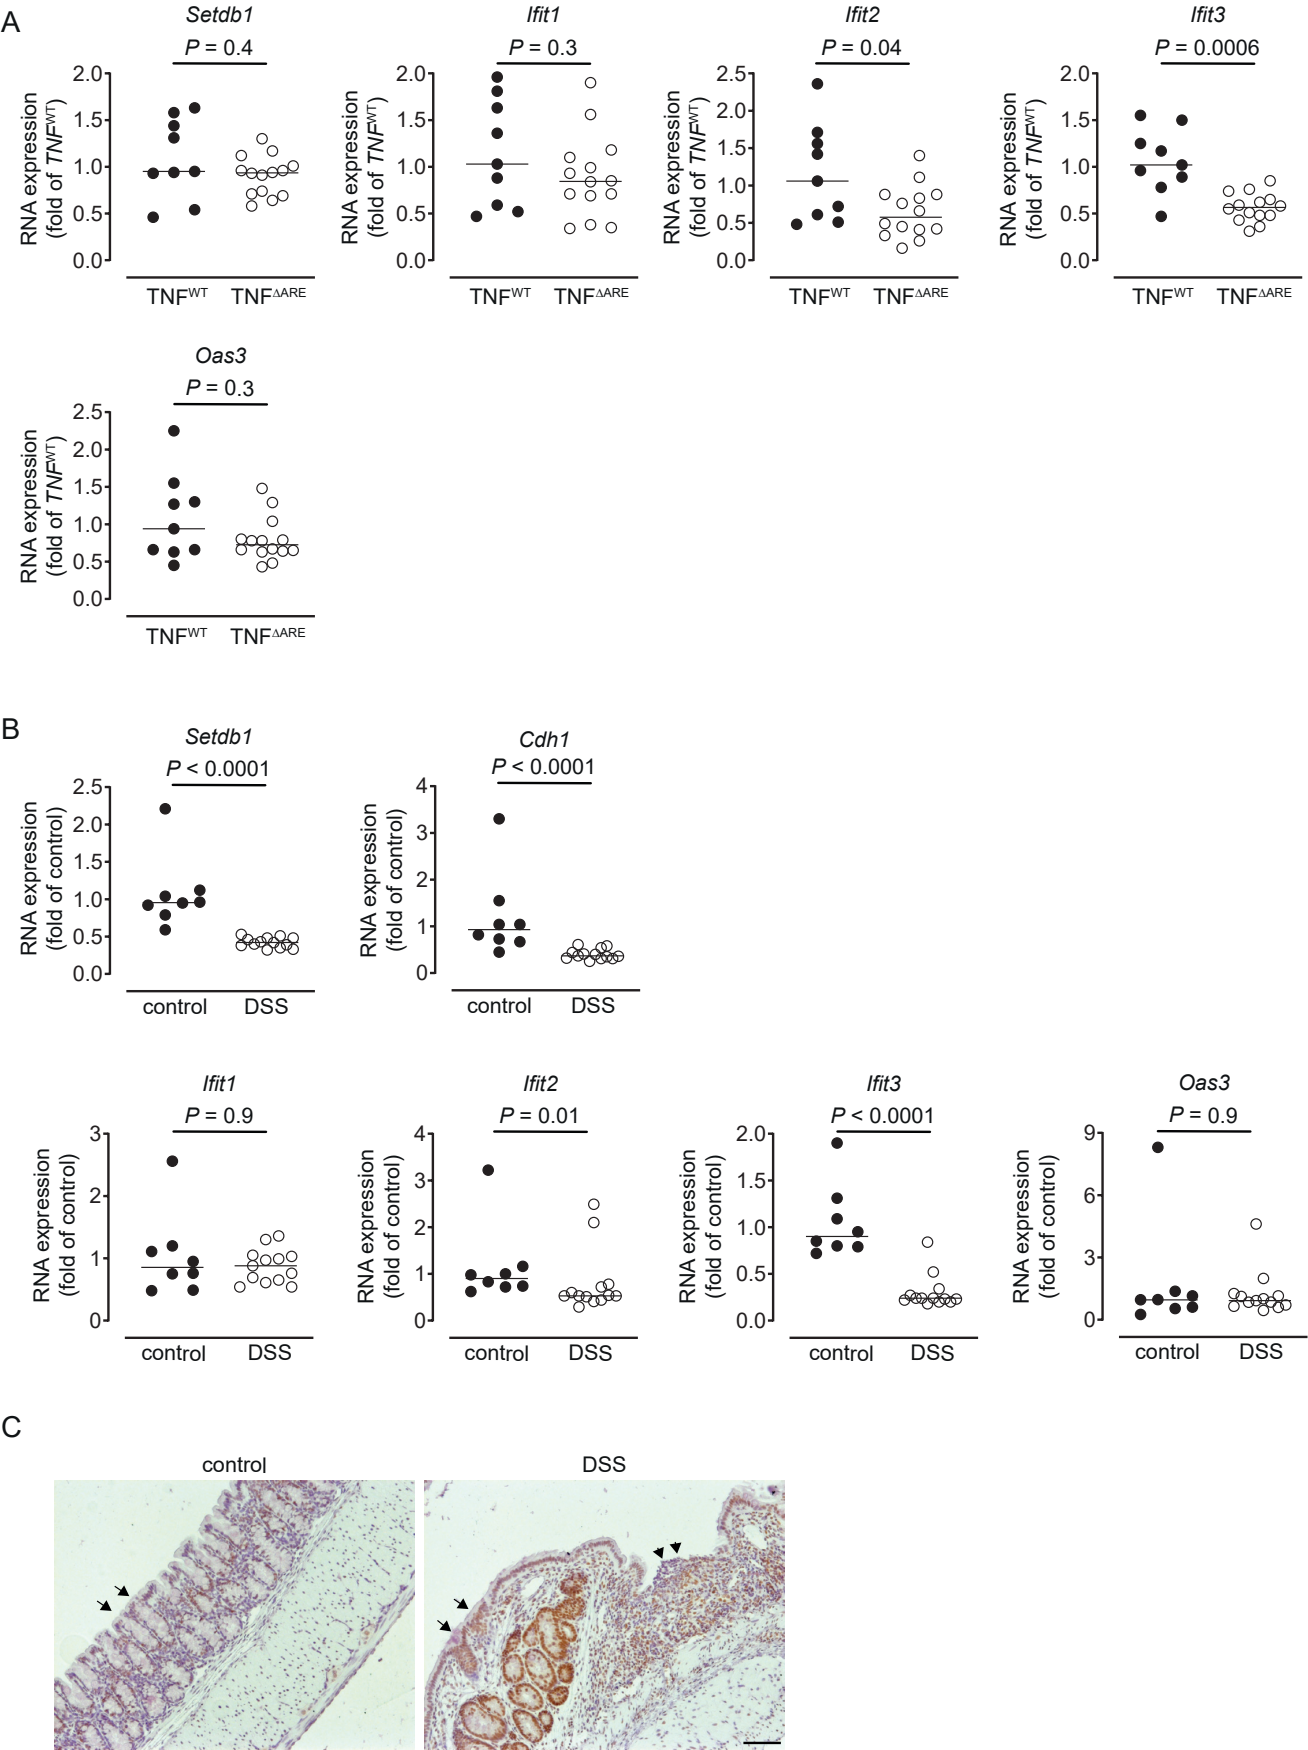 A
Setdb1
P = 0.4
RNA expression
(fold of TNFWT)
2.0
1.5
1.0
0.5
0.0
TNFWT
TNFΔARE
Ifit1
P = 0.3
RNA expression
(fold of TNFWT)
2.0
1.5
1.0
0.5
0.0
TNFWT
TNFΔARE
Ifit2
P = 0.04
RNA expression
(fold of TNFWT)
2.5
2.0
1.5
1.0
0.5
0.0
TNFWT
TNFΔARE
Ifit3
P = 0.0006
RNA expression
(fold of TNFWT)
2.0
1.5
1.0
0.5
0.0
TNFWT
TNFΔARE
Oas3
P = 0.3
RNA expression
(fold of TNFWT)
2.5
2.0
1.5
1.0
0.5
0.0
TNFWT
TNFΔARE
B
Setdb1
P < 0.0001
RNA expression
(fold of control)
2.5
2.0
1.5
1.0
0.5
0.0
control
DSS
Cdh1
P < 0.0001
RNA expression
(fold of control)
4
3
2
1
0
control
DSS
Ifit1
P = 0.9
RNA expression
(fold of control)
3
2
1
0
control
DSS
Ifit2
P = 0.01
RNA expression
(fold of control)
4
3
2
1
0
control
DSS
Ifit3
P < 0.0001
RNA expression
(fold of control)
2.0
1.5
1.0
0.5
0.0
control
DSS
Oas3
P = 0.9
RNA expression
(fold of control)
9
6
3
0
control
DSS
C
control
DSS